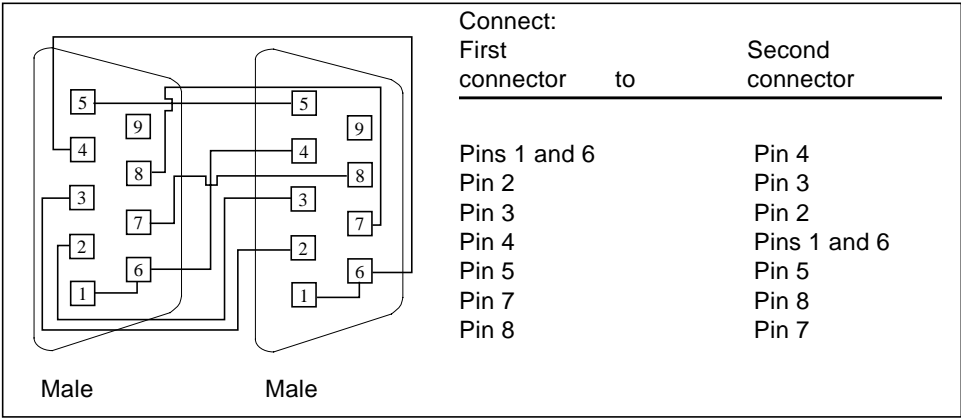 5
9
4
8
3
7
2
6
1
Male
5
9
4
8
3
7
2
6
1
Male
Connect:
First Second
connector to connector
Pins 1 and 6 Pin 4
Pin 2 Pin 3
Pin 3 Pin 2
Pin 4 Pins 1 and 6
Pin 5 Pin 5
Pin 7 Pin 8
Pin 8 Pin 7